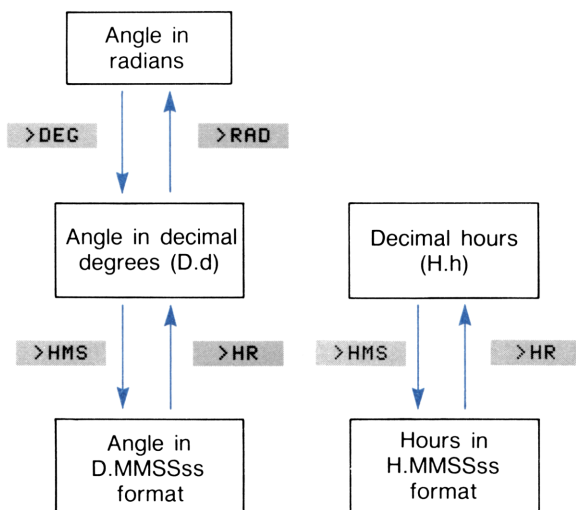 Angle in
radians
>DEG
>RAD
Angle in decimal
degrees (D.d)
Decimal hours
(H.h)
>HMS
>HR
>HMS
>HR
Angle in
D.MMSSss
format
Hours in
H.MMSSss
format